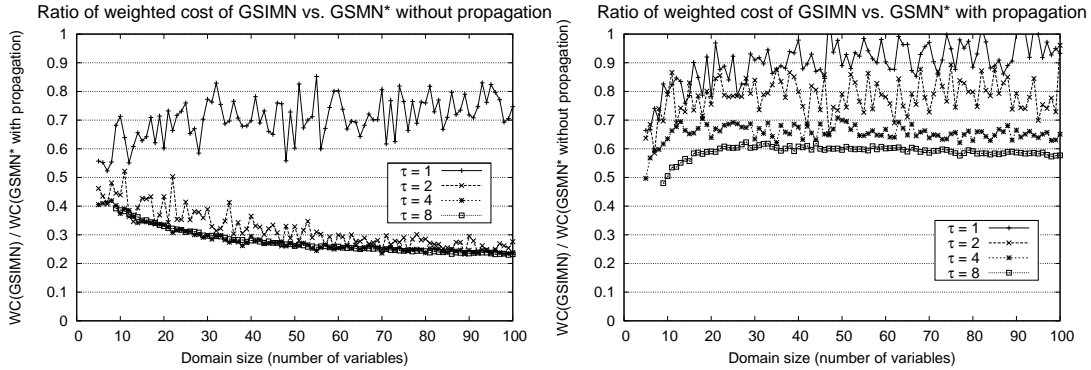 Ratio of weighted cost of GSIMN vs. GSMN* without propagation
WC(GSIMN) / WC(GSMN* with propagation)
1
0.9
0.8
0.7
0.6
0.5
0.4
0.3
0.2
0.1
0
τ = 1
τ = 2
τ = 4
τ = 8
0 10 20 30 40 50 60 70 80 90 100
Domain size (number of variables)
Ratio of weighted cost of GSIMN vs. GSMN* with propagation
WC(GSIMN) / WC(GSMN* without propagation)
1
0.9
0.8
0.7
0.6
0.5
0.4
0.3
0.2
0.1
0
τ = 1
τ = 2
τ = 4
τ = 8
0 10 20 30 40 50 60 70 80 90 100
Domain size (number of variables)